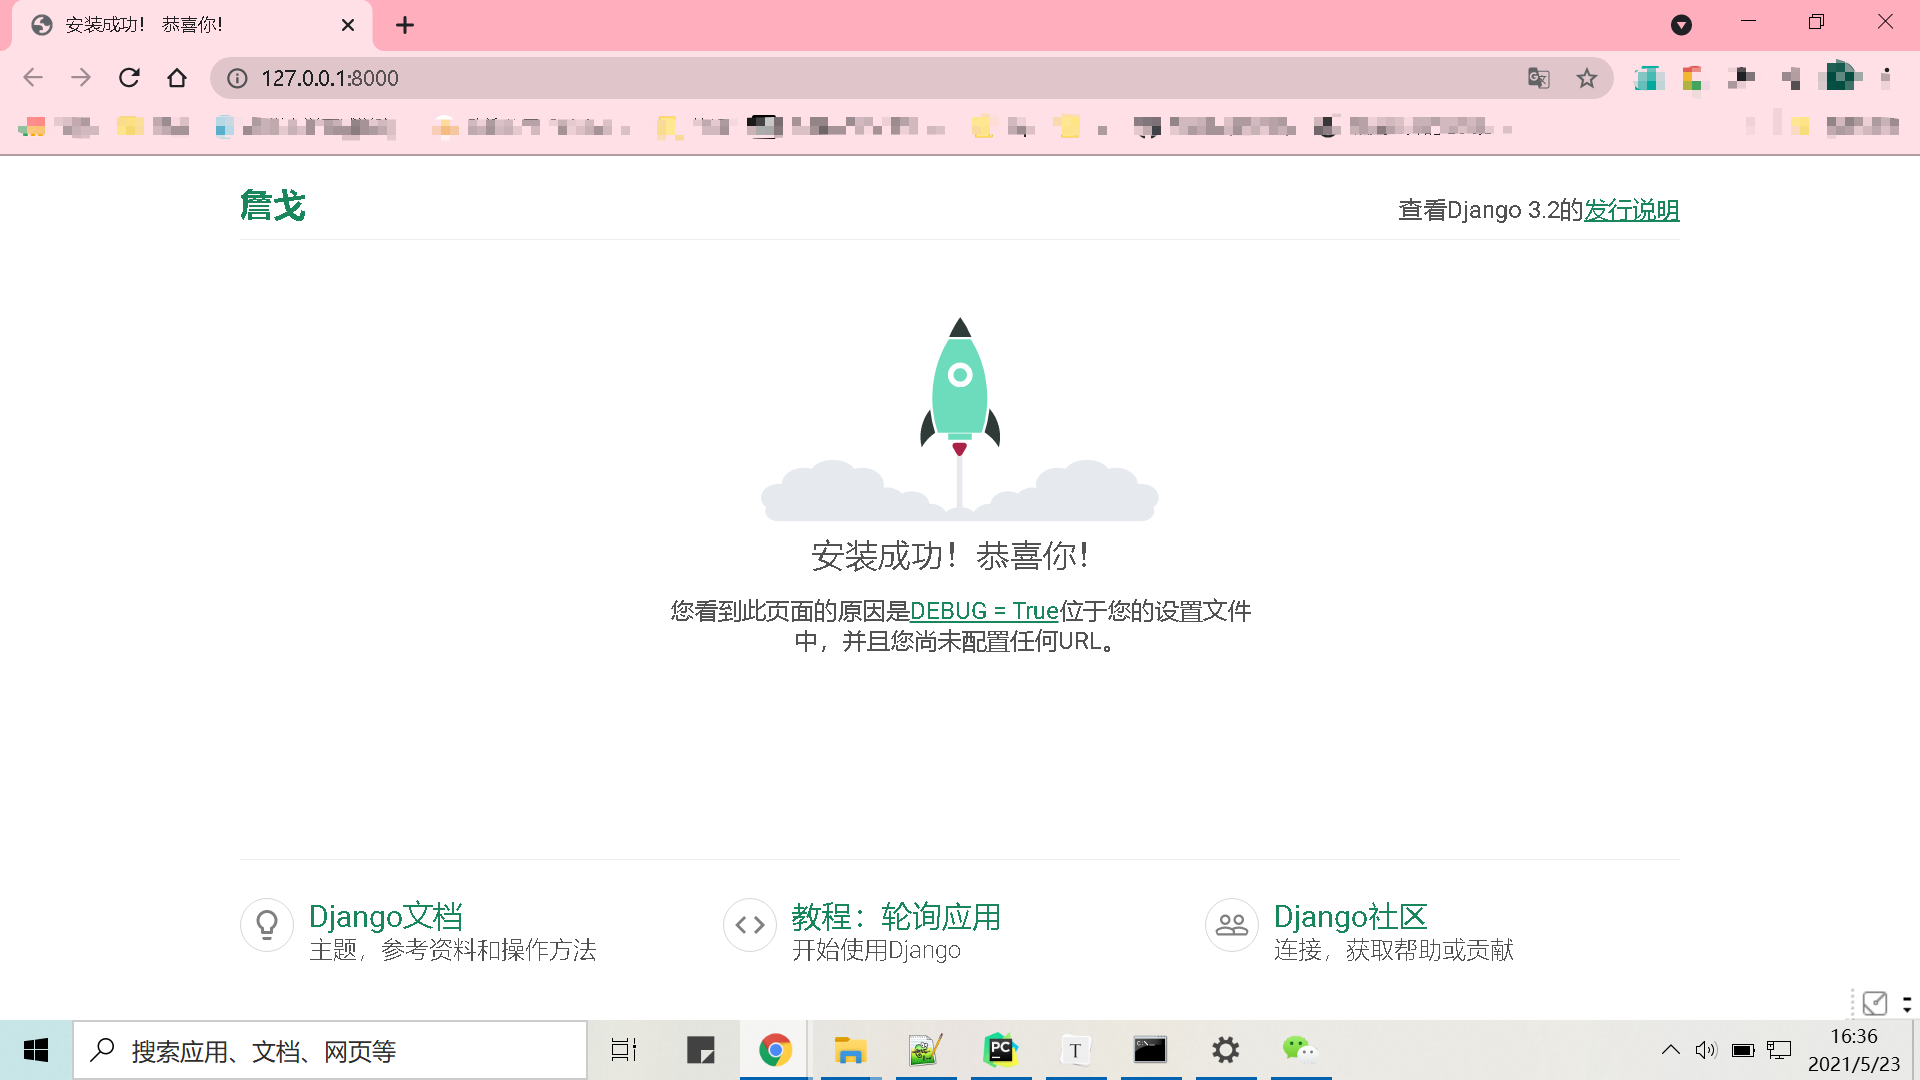 安装成功！ 恭喜你！
127.0.0.1:8000
詹戈
查看Django 3.2的发行说明
安装成功！恭喜你！
您看到此页面的原因是DEBUG = True位于您的设置文件
中，并且您尚未配置任何URL。
Django文档
主题，参考资料和操作方法
教程：轮询应用
开始使用Django
Django社区
连接，获取帮助或贡献
搜索应用、文档、网页等
PC
T
16:36
2021/5/23